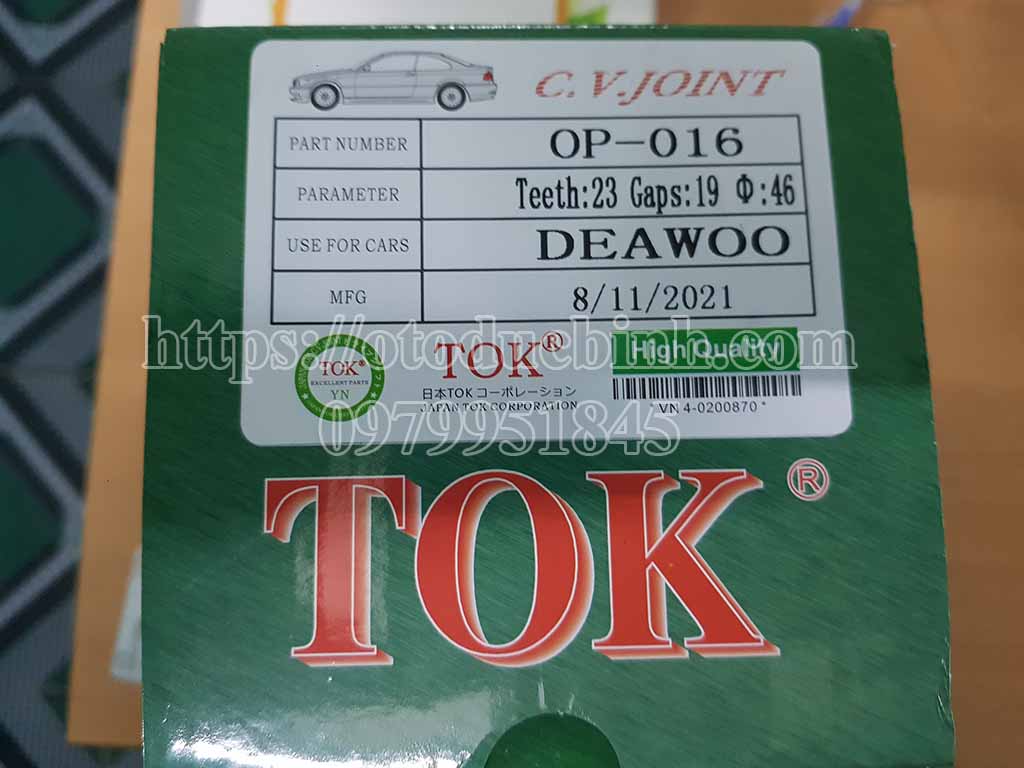 C.V.JOINT
PART NUMBER OP-016
PARAMETER Teeth:23 Gaps:19 Φ:46
USE FOR CARS DEAWOO
MFG 8/11/2021
https://otoducbinh.com/
TOK®
EXCELLENT PARTS
YN
TOK®
日本TOK コーポレーション
JAPAN TOK CORPORATION
High Quality
*VN 4-0200870*
0979951845
TOK®